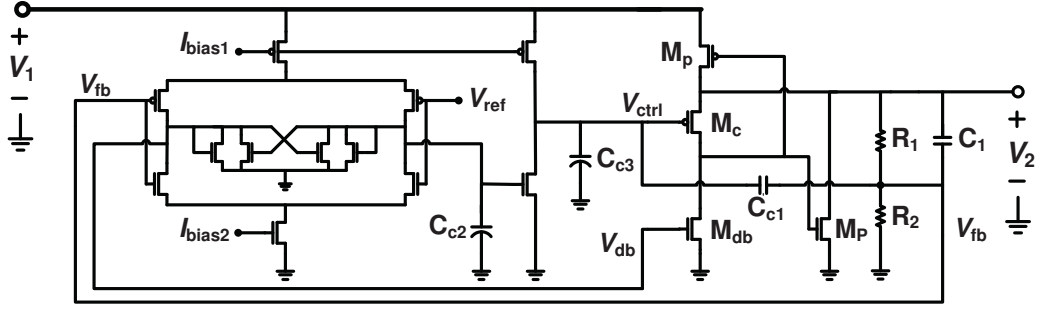 +
V1
−
Ibias1
Vfb
Vref
Ibias2
Cc2
Cc3
Vctrl
Vdb
Mp
Mc
Cc1
Mdb
MP
R1
R2
C1
Vfb
+
V2
−